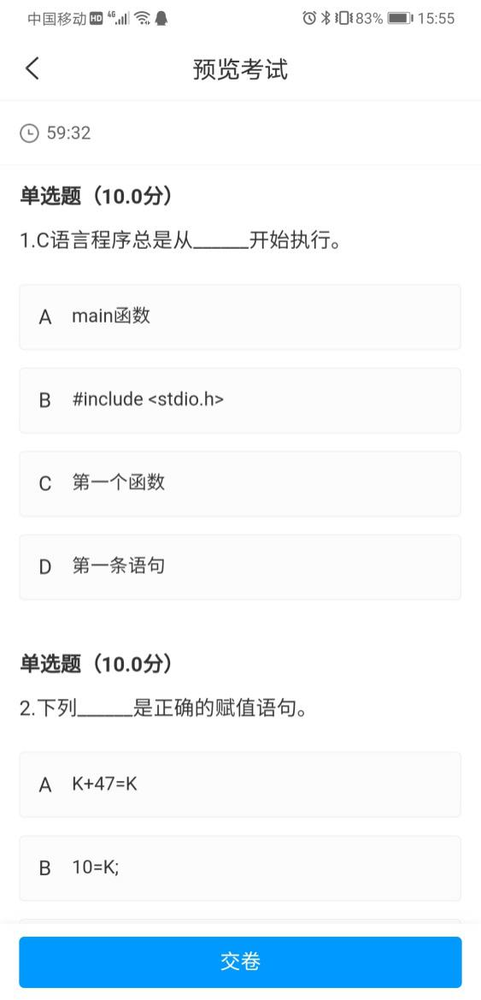 中国移动 HD 4G 83% 15:55
预览考试
59:32
单选题（10.0分）
1.C语言程序总是从______开始执行。
A main函数
B #include <stdio.h>
C 第一个函数
D 第一条语句
单选题（10.0分）
2.下列______是正确的赋值语句。
A K+47=K
B 10=K;
交卷